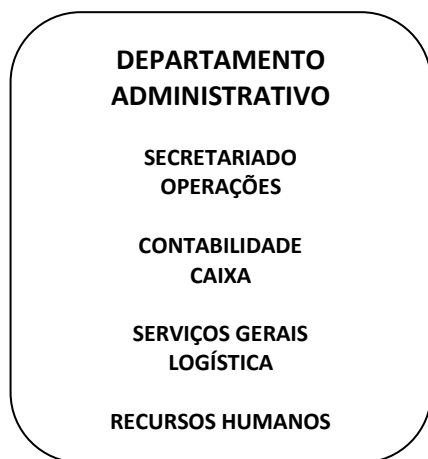 DEPARTAMENTO
ADMINISTRATIVO
SECRETARIADO
OPERAÇÕES
CONTABILIDADE
CAIXA
SERVIÇOS GERAIS
LOGÍSTICA
RECURSOS HUMANOS